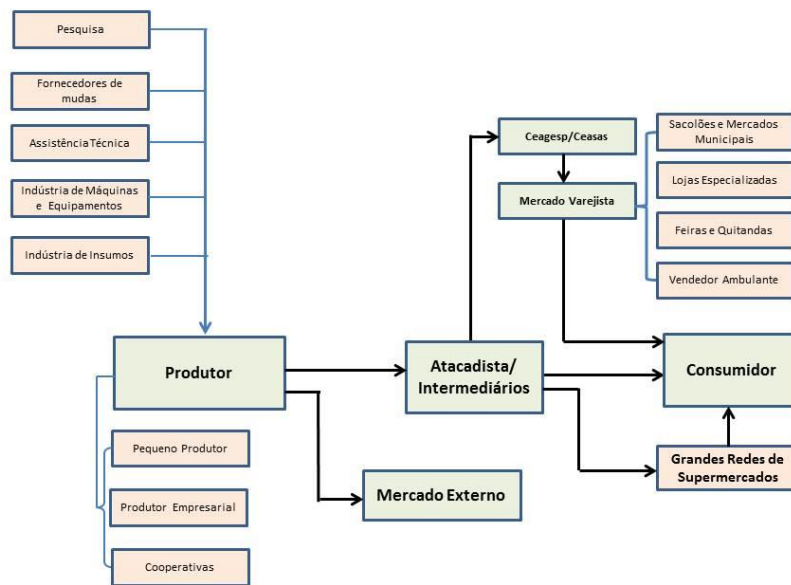 Pesquisa
Fornecedores de
mudas
Assistência Técnica
Indústria de Máquinas
e Equipamentos
Indústria de Insumos
Ceagesp/Ceasas
Mercado Varejista
Sacolões e Mercados
Municipais
Lojas Especializadas
Feiras e Quitandas
Vendedor Ambulante
Produtor
Atacadista/
Intermediários
Consumidor
Pequeno Produtor
Produtor Empresarial
Cooperativas
Mercado Externo
Grandes Redes de
Supermercados